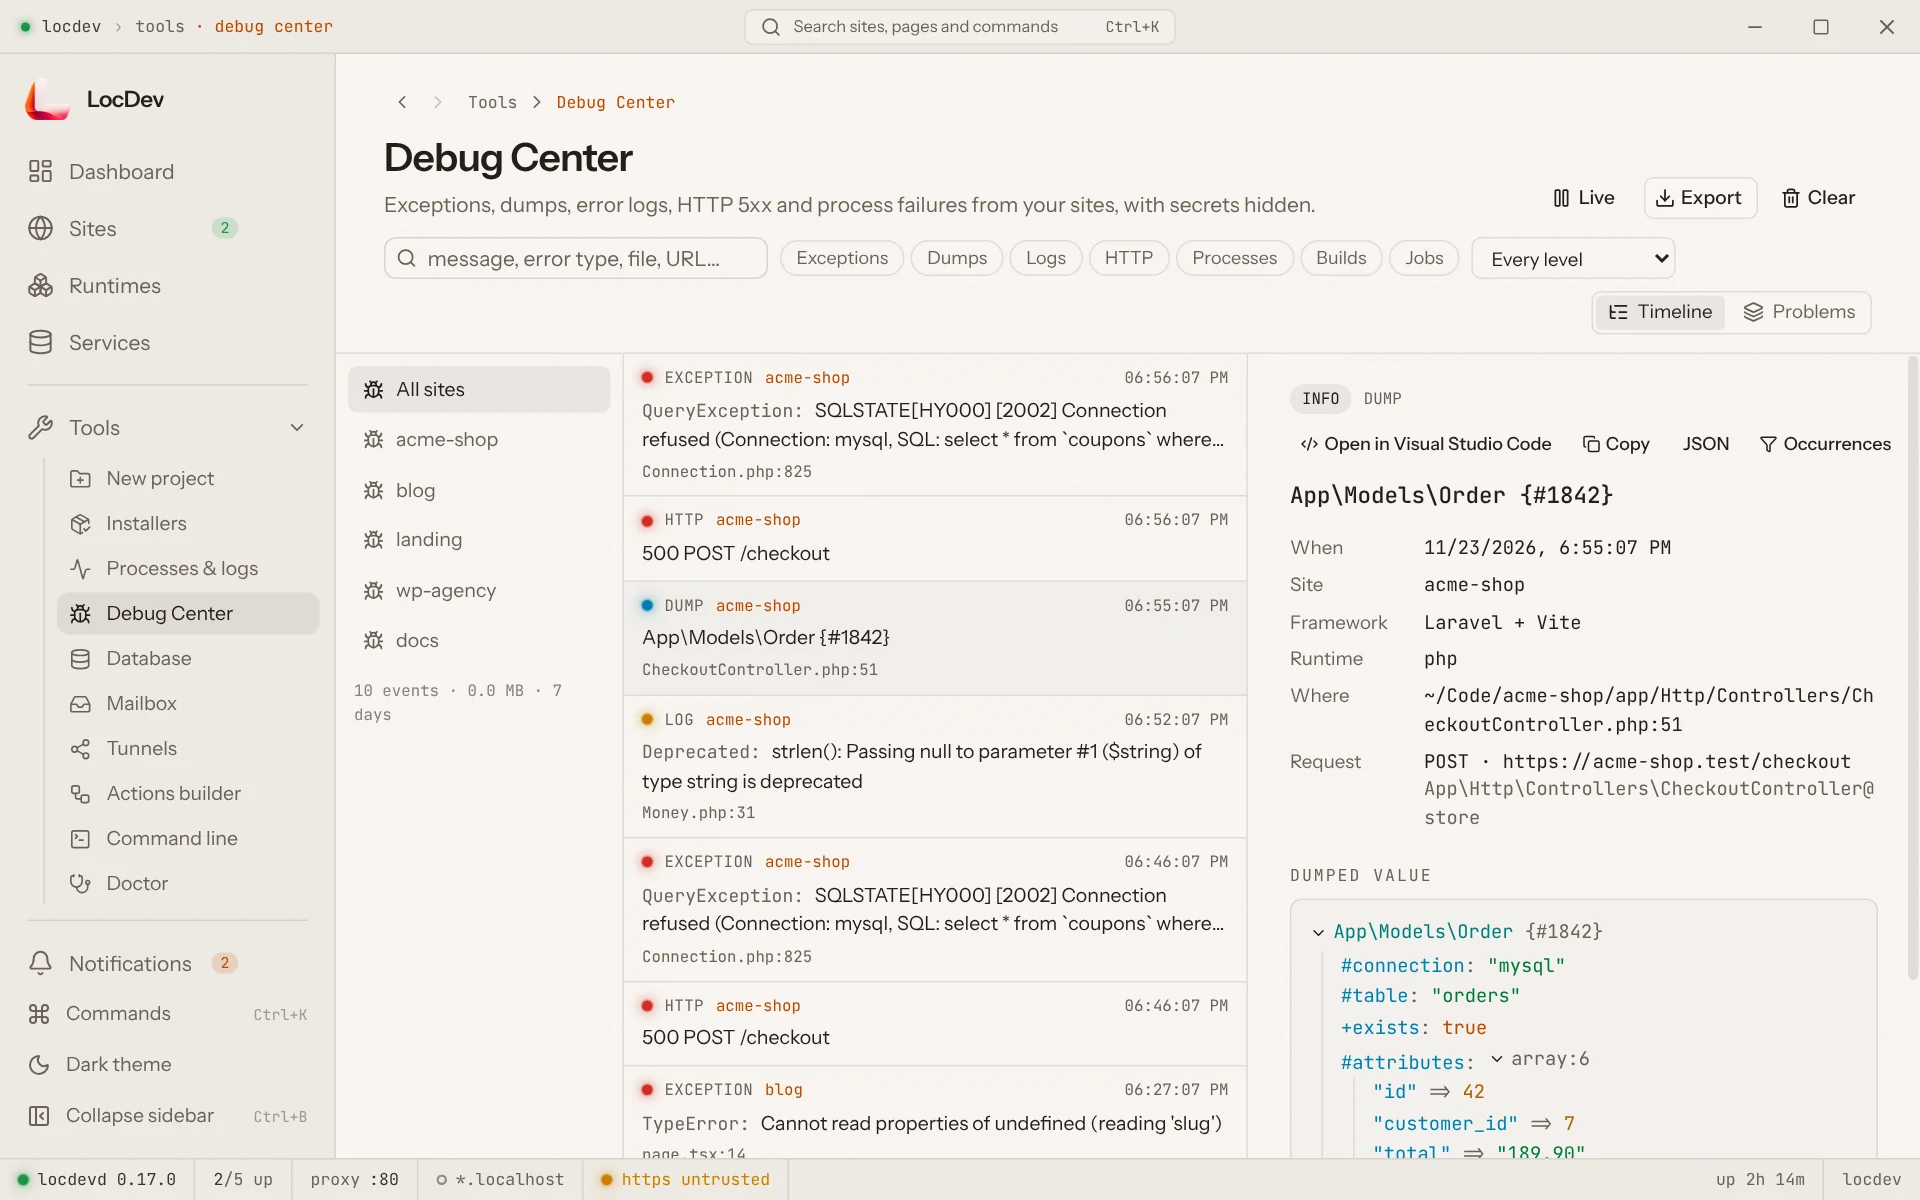 locdev › tools · debug center
Search sites, pages and commands Ctrl+K
LocDev
Dashboard
Sites 2
Runtimes
Services
Tools
New project
Installers
Processes & logs
Debug Center
Database
Mailbox
Tunnels
Actions builder
Command line
Doctor
Notifications 2
Commands Ctrl+K
Dark theme
Collapse sidebar Ctrl+B
Tools > Debug Center
Debug Center
Exceptions, dumps, error logs, HTTP 5xx and process failures from your sites, with secrets hidden.
Live Export Clear
message, error type, file, URL... Exceptions Dumps Logs HTTP Processes Builds Jobs Every level
Timeline Problems
All sites
acme-shop
blog
landing
wp-agency
docs
10 events · 0.0 MB · 7
days
EXCEPTION acme-shop 06:56:07 PM
QueryException: SQLSTATE[HY000] [2002] Connection
refused (Connection: mysql, SQL: select * from `coupons` where...
Connection.php:825
HTTP acme-shop 06:56:07 PM
500 POST /checkout
DUMP acme-shop 06:55:07 PM
App\Models\Order {#1842}
CheckoutController.php:51
LOG acme-shop 06:52:07 PM
Deprecated: strlen(): Passing null to parameter #1 ($string) of
type string is deprecated
Money.php:31
EXCEPTION acme-shop 06:46:07 PM
QueryException: SQLSTATE[HY000] [2002] Connection
refused (Connection: mysql, SQL: select * from `coupons` where...
Connection.php:825
HTTP acme-shop 06:46:07 PM
500 POST /checkout
EXCEPTION blog 06:27:07 PM
TypeError: Cannot read properties of undefined (reading 'slug')
page.tsx:14
INFO DUMP
Open in Visual Studio Code Copy JSON Occurrences
App\Models\Order {#1842}
When 11/23/2026, 6:55:07 PM
Site acme-shop
Framework Laravel + Vite
Runtime php
Where ~/Code/acme-shop/app/Http/Controllers/Ch
eckoutController.php:51
Request POST · https://acme-shop.test/checkout
App\Http\Controllers\CheckoutController@
store
DUMPED VALUE
App\Models\Order {#1842}
#connection: "mysql"
#table: "orders"
+exists: true
#attributes: array:6
"id" => 42
"customer_id" => 7
"total" => "189.90"
locdevd 0.17.0 2/5 up proxy :80 *.localhost https untrusted up 2h 14m locdev